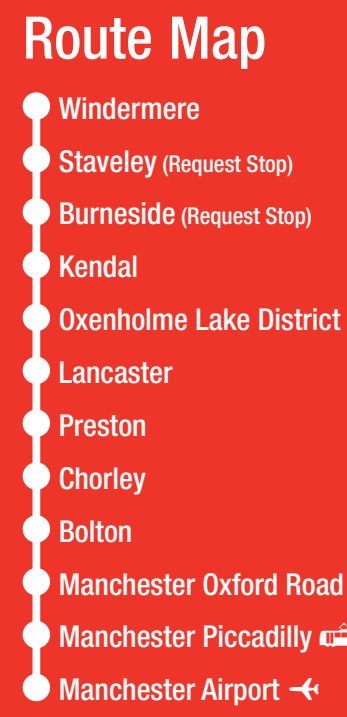 Route Map
Windermere
Staveley (Request Stop)
Burneside (Request Stop)
Kendal
Oxenholme Lake District
Lancaster
Preston
Chorley
Bolton
Manchester Oxford Road
Manchester Piccadilly
Manchester Airport